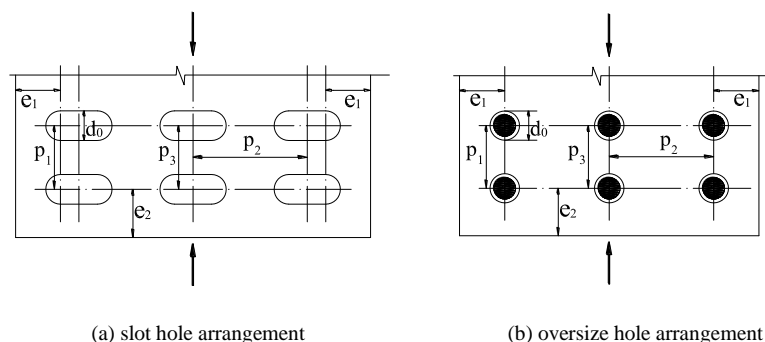 e1
e1
d0
p1
p3
p2
e2
(a) slot hole arrangement
e1
e1
d0
p1
p3
p2
e2
(b) oversize hole arrangement